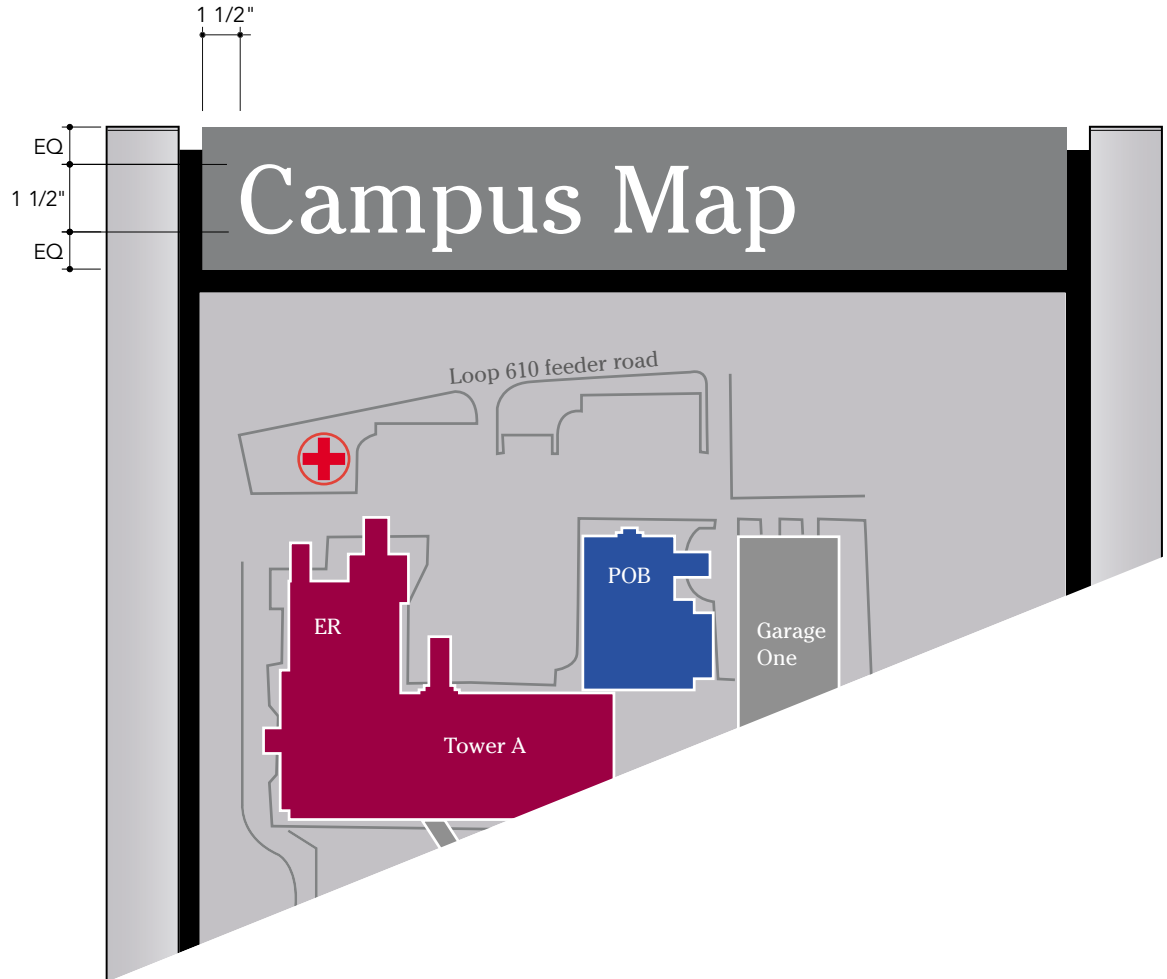 1 1/2"
EQ
1 1/2"
EQ
Campus Map
Loop 610 feeder road
POB
ER
Garage
One
Tower A